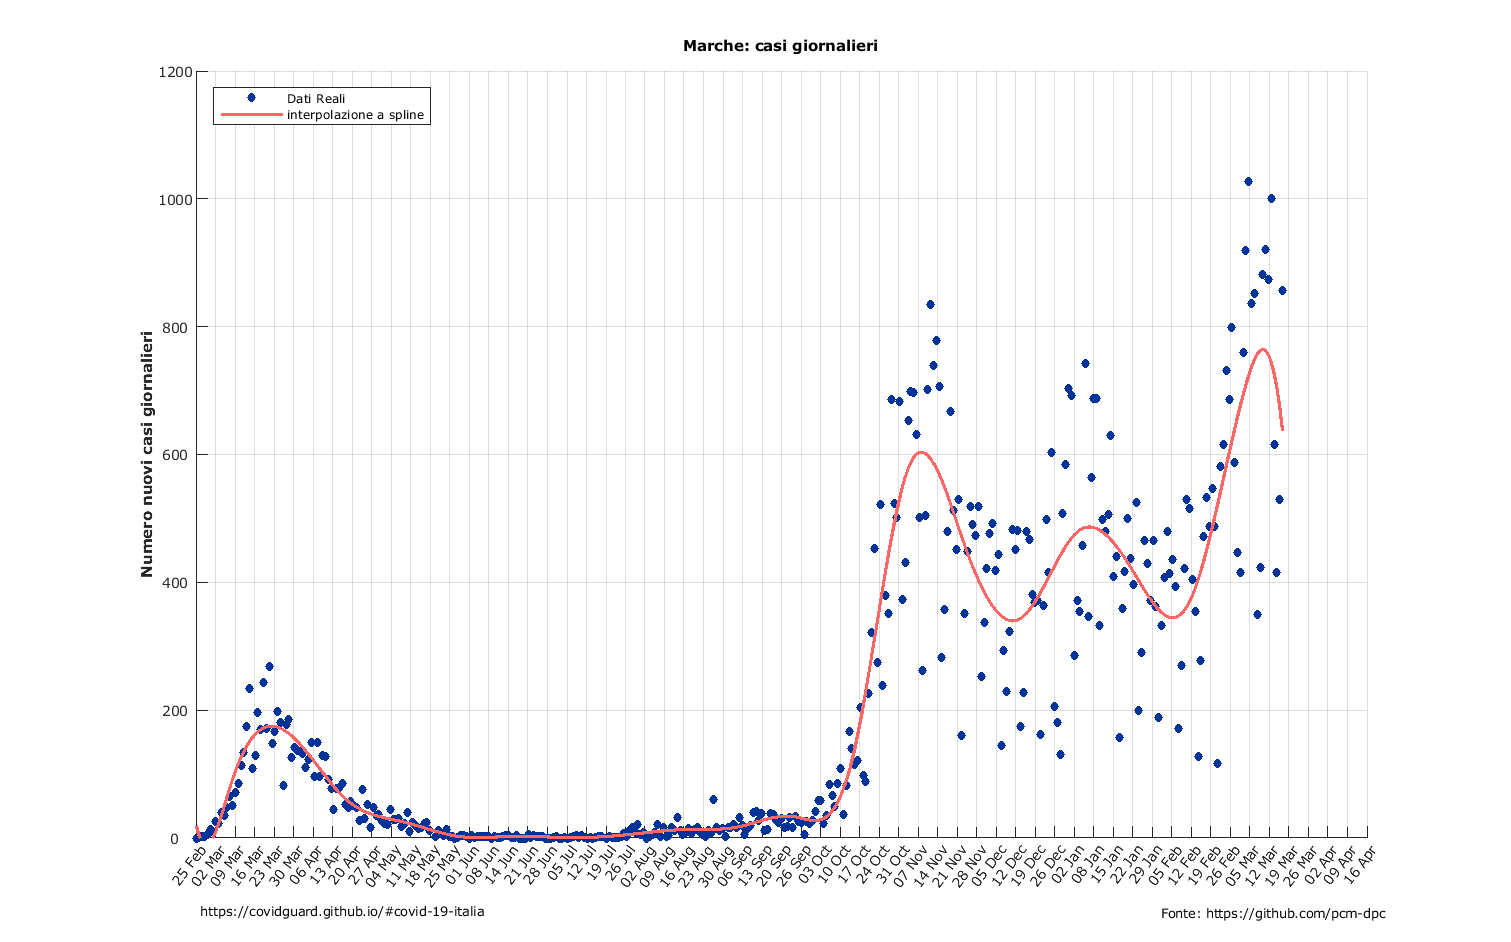 Marche: casi giornalieri
1200
1000
800
600
400
200
0
Dati Reali
interpolazione a spline
Numero nuovi casi giornalieri
25 Feb
02 Mar
09 Mar
16 Mar
23 Mar
30 Mar
06 Apr
13 Apr
20 Apr
27 Apr
04 May
11 May
18 May
25 May
01 Jun
08 Jun
14 Jun
21 Jun
28 Jun
05 Jul
12 Jul
19 Jul
26 Jul
02 Aug
09 Aug
16 Aug
23 Aug
30 Aug
06 Sep
13 Sep
20 Sep
26 Sep
03 Oct
10 Oct
17 Oct
24 Oct
31 Oct
07 Nov
14 Nov
21 Nov
28 Nov
05 Dec
12 Dec
19 Dec
26 Dec
02 Jan
08 Jan
15 Jan
22 Jan
29 Jan
05 Feb
12 Feb
19 Feb
26 Feb
05 Mar
12 Mar
19 Mar
26 Mar
02 Apr
09 Apr
16 Apr
https://covidguard.github.io/#covid-19-italia
Fonte: https://github.com/pcm-dpc